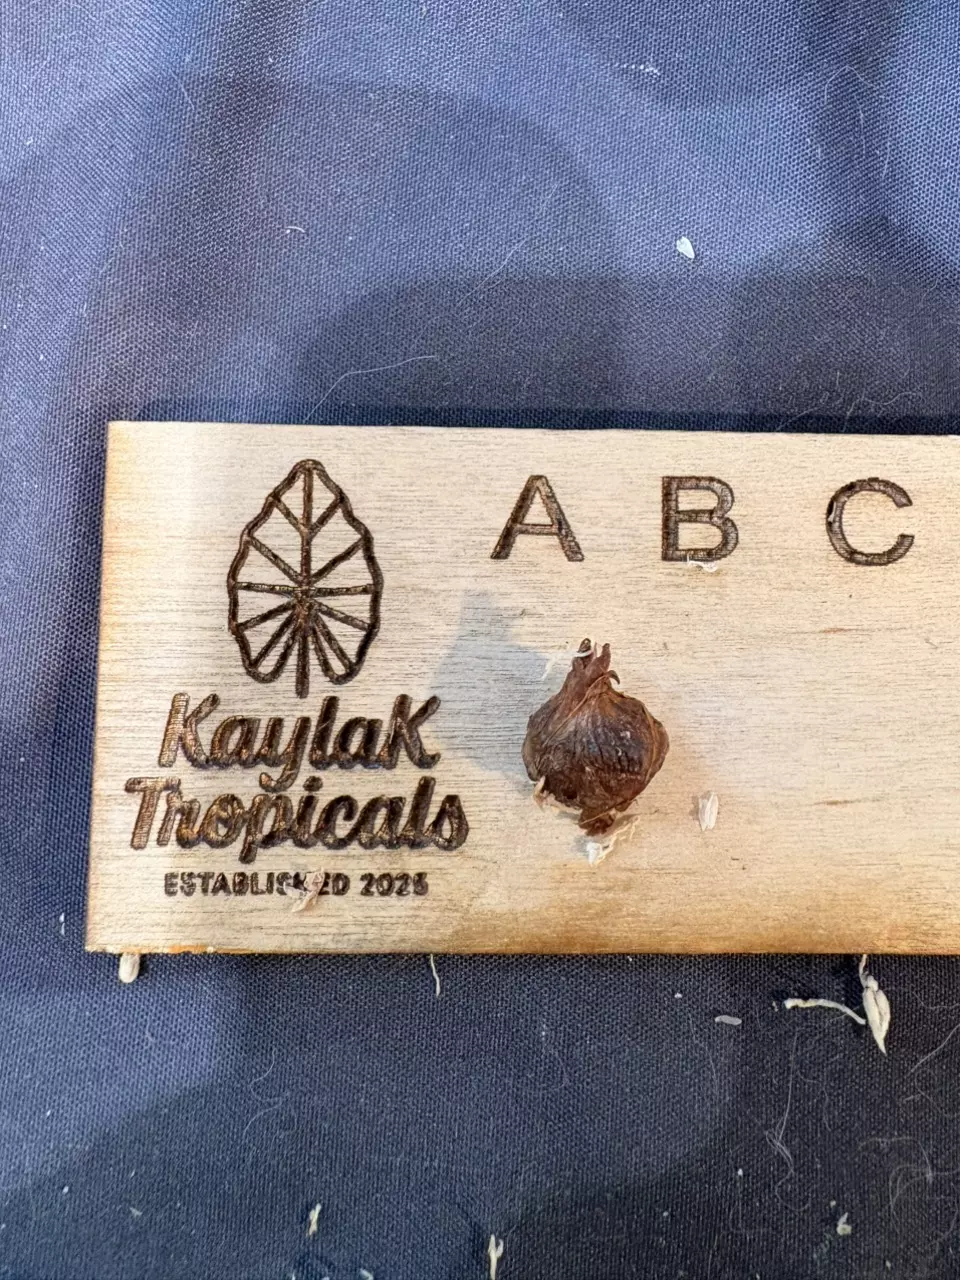 A B C
KaylaK
Tropicals
ESTABLISHED 2025